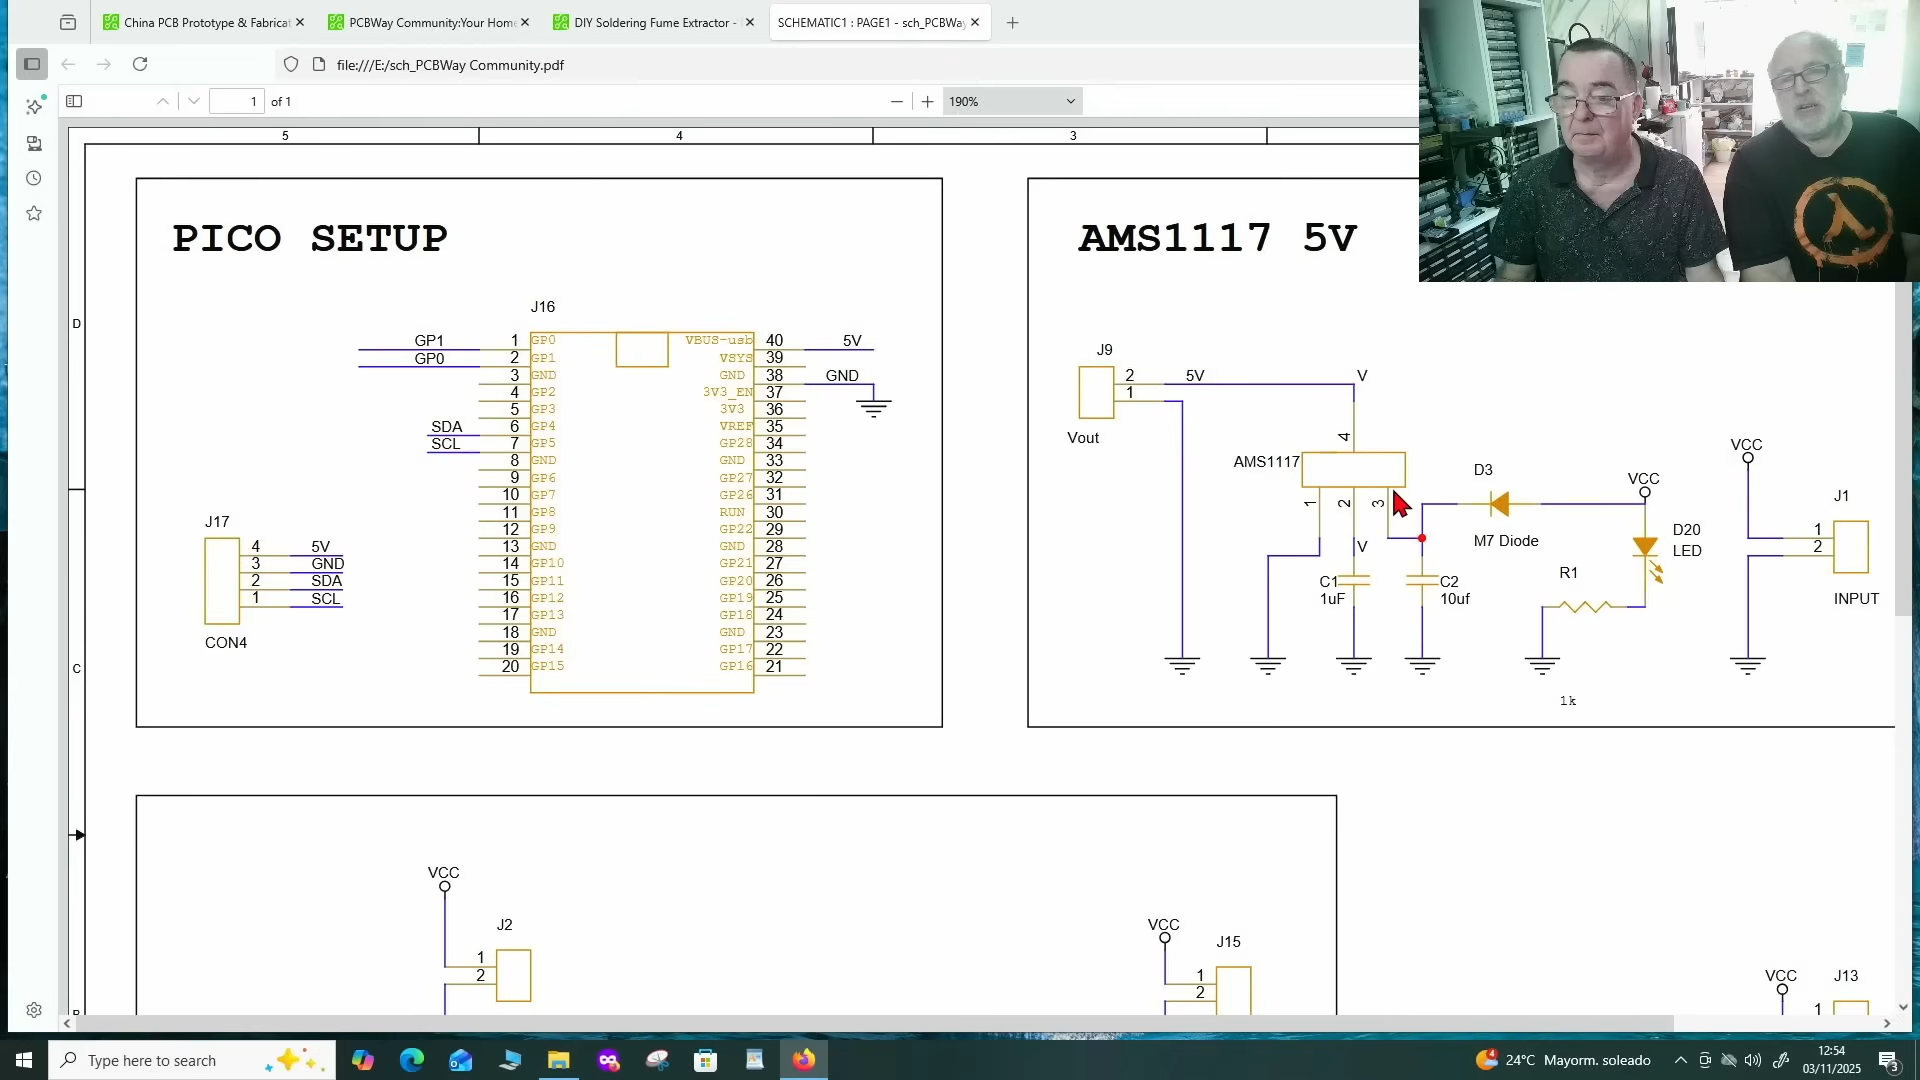 China PCB Prototype & Fabricat
PCBWay Community:Your Home
DIY Soldering Fume Extractor -
SCHEMATIC1 : PAGE1 - sch_PCBWay
file:///E:/sch_PCBWay Community.pdf
1 of 1
190%
5 4 3
D
C
PICO SETUP
J16
GP1 1 GP0 VBUS-usb 40 5V
GP0 2 GP1 VSYS 39
3 GND GND 38 GND
4 GP2 3V3_EN 37
5 GP3 3V3 36
SDA 6 GP4 VREF 35
SCL 7 GP5 GP28 34
8 GND GND 33
9 GP6 GP27 32
10 GP7 GP26 31
11 GP8 RUN 30
12 GP9 GP22 29
13 GND GND 28
14 GP10 GP21 27
15 GP11 GP20 26
16 GP12 GP19 25
17 GP13 GP18 24
18 GND GND 23
19 GP14 GP17 22
20 GP15 GP16 21
J17
4 5V
3 GND
2 SDA
1 SCL
CON4
AMS1117 5V
J9
2 5V V
1
Vout
4
AMS1117
1 2 3
V
C1
1uF
C2
10uf
D3
M7 Diode
VCC
D20
LED
R1
1k
VCC
J1
1
2
INPUT
VCC
J2
1
2
VCC
J15
1
2
VCC
J13
1
Type here to search
4
24°C Mayorm. soleado
12:54
03/11/2025
3